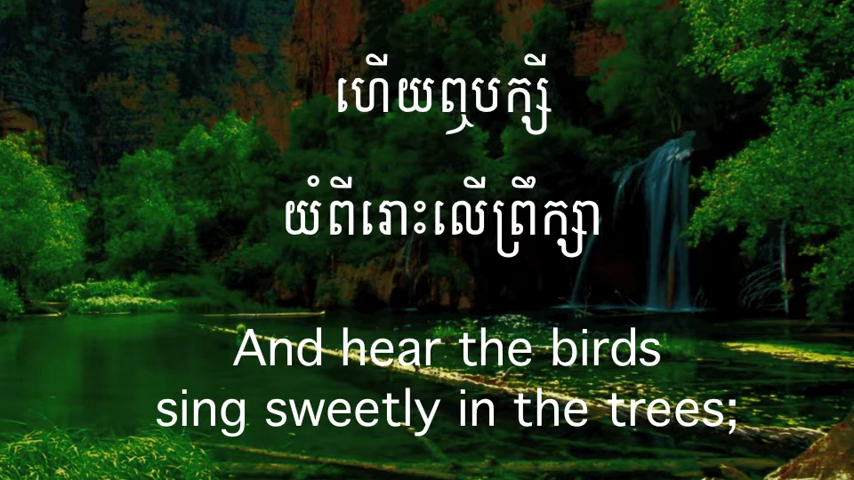 ហើយឮបក្សី
យំពីរោះលើព្រឹក្សា
And hear the birds
sing sweetly in the trees;